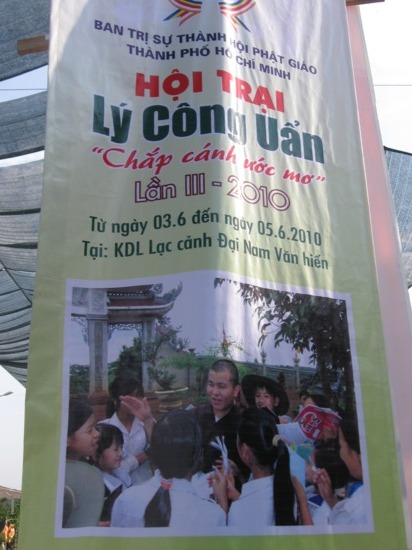 BAN TRỊ SỰ THÀNH HỘI PHẬT GIÁO
THÀNH PHỐ HỒ CHÍ MINH
HỘI TRẠI
Lý Công Uẩn
"Chắp cánh ước mơ"
Lần III - 2010
Từ ngày 03.6 đến ngày 05.6.2010
Tại: KDL Lạc cảnh Đại Nam Văn hiến